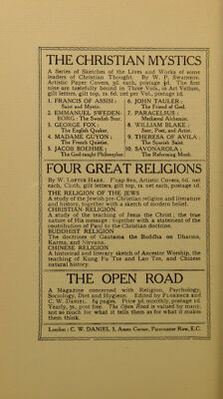 THE CHRISTIAN MYSTICS
A Series of Sketches of the Lives and Works of some
leaders of Christian Thought. By W. P. SWAINSON.
Artistic Paper Covers, 3d. each, postage ½d. The first
nine are tastefully bound in Three Vols., in Art Vellum,
gilt letters, gilt top, 1s. 6d. net per Vol., postage 1d.
1. FRANCIS OF ASSISI:
Saint and Mystic.
2. EMMANUEL SWEDEN-
BORG: The Swedish Seer.
3. GEORGE FOX:
The English Quaker.
4. MADAME GUYON:
The French Quietist.
5. JACOB BOEHME:
The God-taught Philosopher.
6. JOHN TAULER:
The Friend of God.
7. PARACELSUS:
Mediæval Alchemist.
8. WILLIAM BLAKE:
Seer, Poet, and Artist.
9. THERESA OF AVILA:
The Spanish Saint.
10. SAVONAROLA:
The Reforming Monk.
FOUR GREAT RELIGIONS
By W. LOFTUS HARE. F'cap 8vo, Artistic Covers, 6d. net
each, Cloth, gilt letters, gilt top, 1s. net each, postage 1d.
THE RELIGION OF THE JEWS
A study of the Jewish pre-Christian religion and literature
and history, together with a sketch of modern belief.
CHRISTIAN RELIGION
A study of the teaching of Jesus the Christ; the true
nature of His message: together with a statement of the
contribution of Paul to the Christian doctrine.
BUDDHIST RELIGION
The doctrines of Gautama the Buddha on Dharma,
Karma, and Nirvana.
CHINESE RELIGION
A historical and literary sketch of Ancestor Worship, the
teaching of Kung Fu Tze and Lao Tze, and Chinese
natural history.
THE OPEN ROAD
A Magazine concerned with Religion, Psychology,
Sociology, Diet and Hygiene. Edited by FLORENCE and
C. W. DANIEL. 64 pages. Price 3d. monthly, postage 1d.
Yearly, 3s., post free. The Open Road is valued by many,
not so much for what it tells them as for what it makes
them think.
London: C. W. DANIEL, 3, Amen Corner, Paternoster Row, E.C.